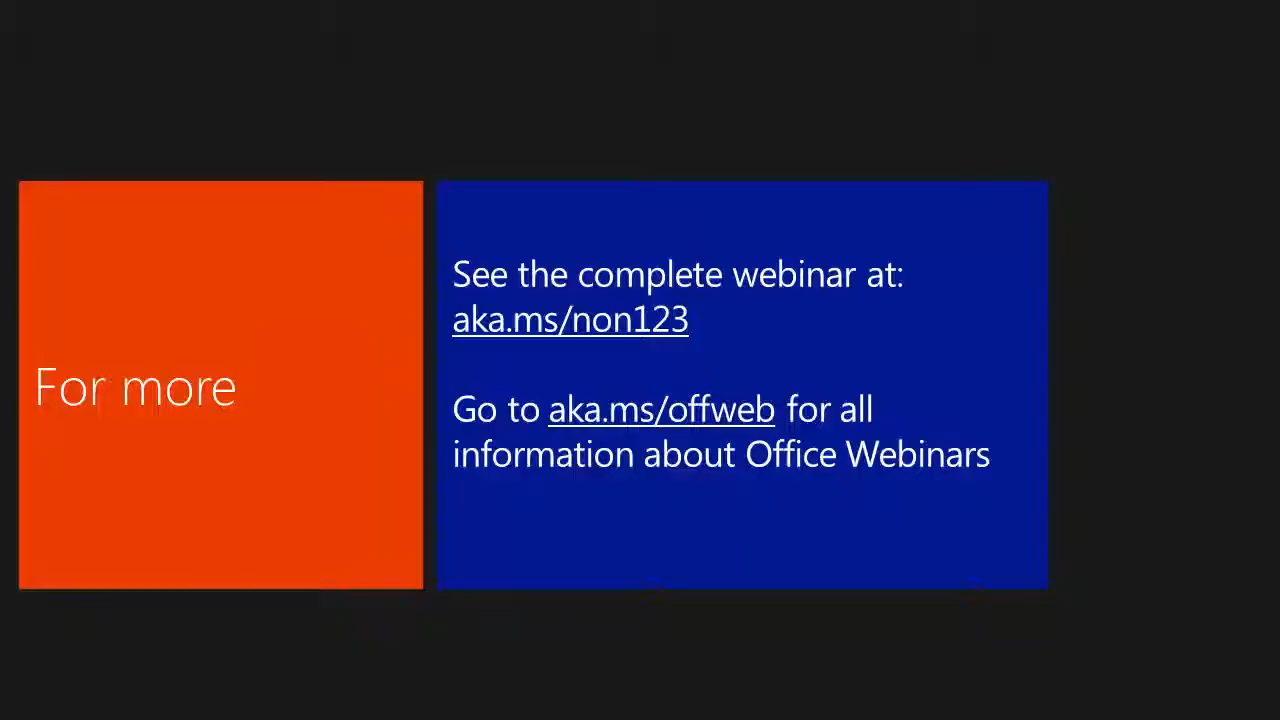 For more
See the complete webinar at:
aka.ms/non123
Go to aka.ms/offweb for all
information about Office Webinars